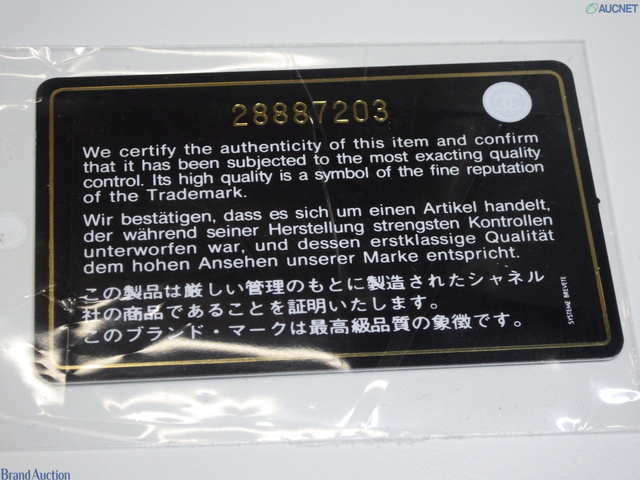 AUCNET
28887203
We certify the authenticity of this item and confirm
that it has been subjected to the most exacting quality
control. Its high quality is a symbol of the fine reputation
of the Trademark.
Wir bestätigen, dass es sich um einen Artikel handelt,
der während seiner Herstellung strengsten Kontrollen
unterworfen war, und dessen erstklassige Qualität
dem hohen Ansehen unserer Marke entspricht.
この製品は厳しい管理のもとに製造されたシャネル
社の商品であることを証明いたします。
このブランド・マークは最高級品質の象徴です。
SYSTEME BREVETE
Brand Auction